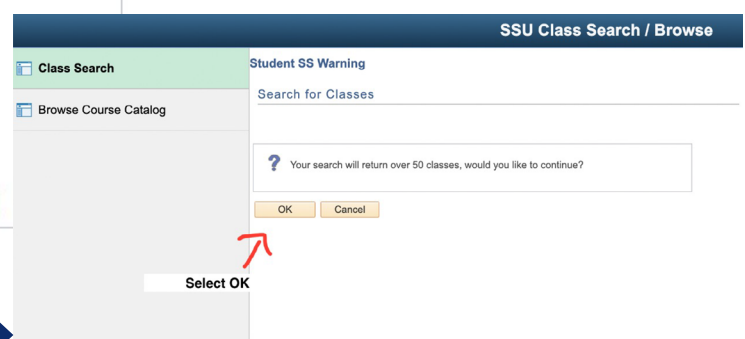 SSU Class Search / Browse
Class Search
Student SS Warning
Search for Classes
Browse Course Catalog
? Your search will return over 50 classes, would you like to continue?
OK Cancel
Select OK